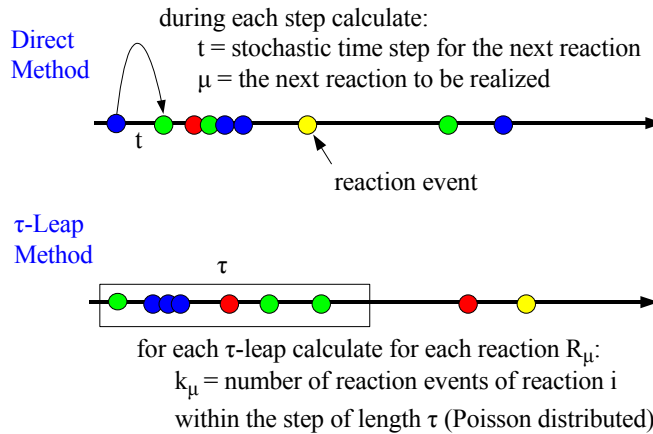 during each step calculate:
Direct
Method
t = stochastic time step for the next reaction
μ = the next reaction to be realized
t
reaction event
τ-Leap
Method
τ
for each τ-leap calculate for each reaction Rμ:
kμ = number of reaction events of reaction i
within the step of length τ (Poisson distributed)